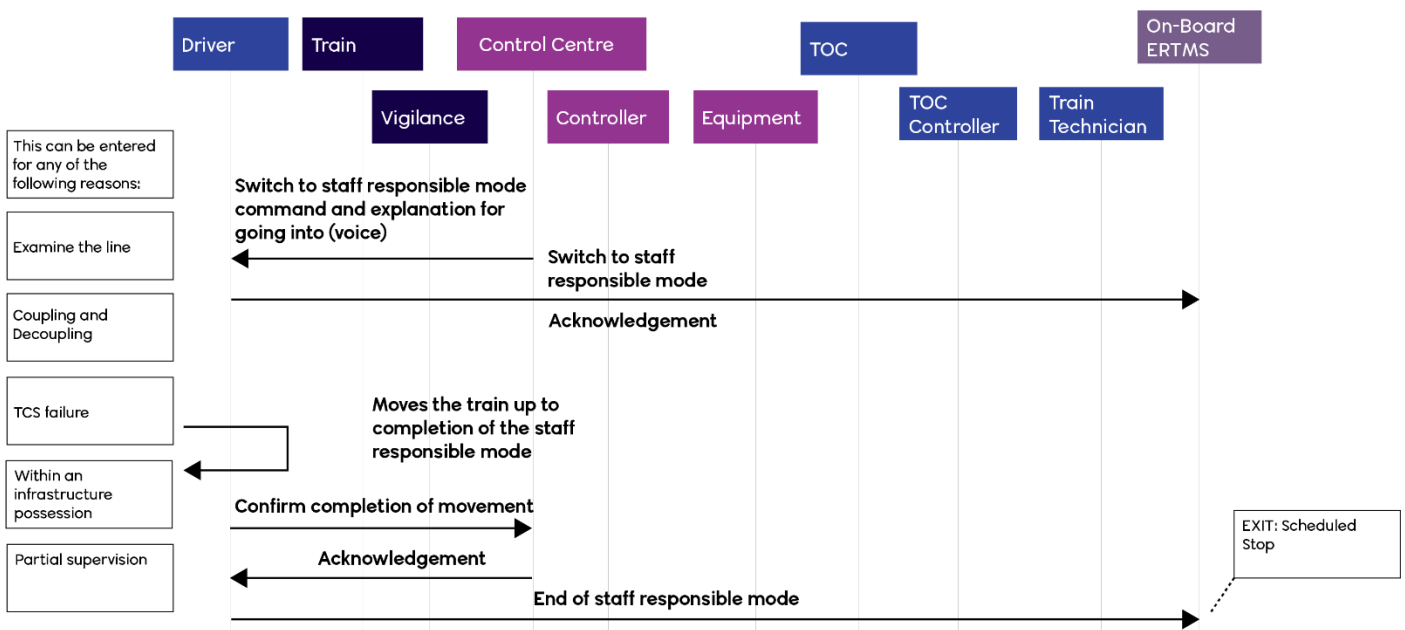 Driver
Train
Control Centre
TOC
On-Board
ERTMS
Vigilance
Controller
Equipment
TOC
Controller
Train
Technician
This can be entered
for any of the
following reasons:
Examine the line
Coupling and
Decoupling
TCS failure
Within an
infrastructure
possession
Partial supervision
Switch to staff responsible mode
command and explanation for
going into (voice)
Switch to staff
responsible mode
Acknowledgement
Moves the train up to
completion of the staff
responsible mode
Confirm completion of movement
Acknowledgement
End of staff responsible mode
EXIT: Scheduled
Stop